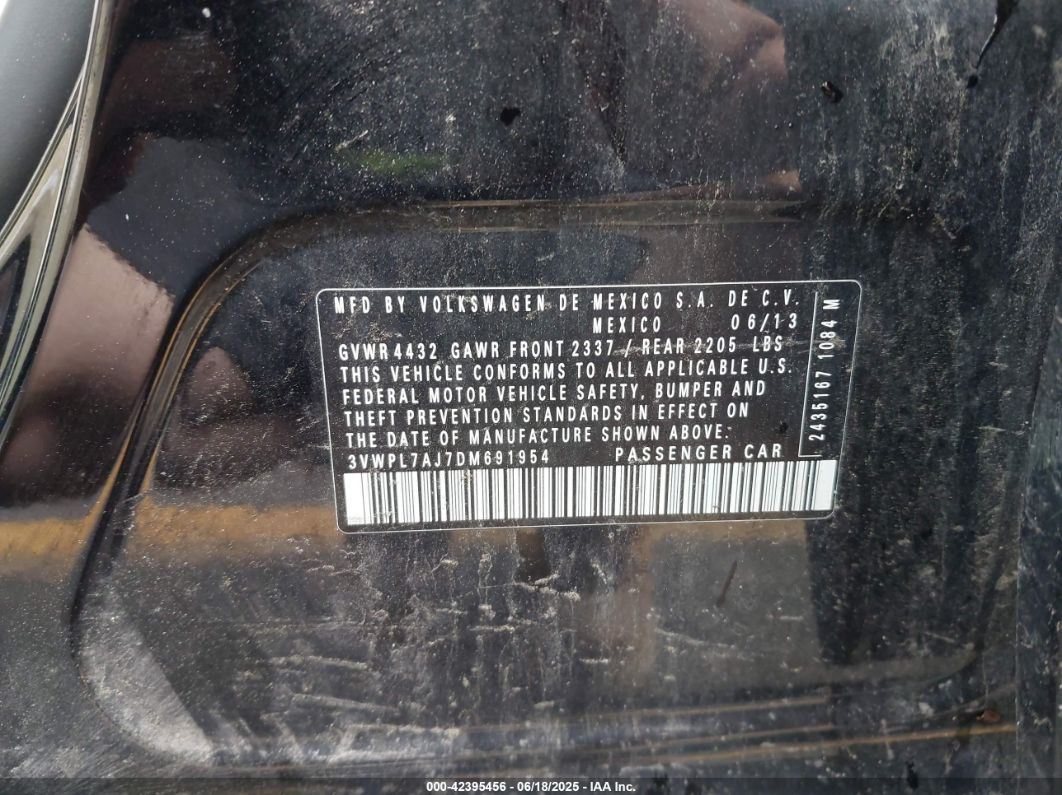 MFD BY VOLKSWAGEN DE MEXICO S.A. DE C.V.
MEXICO 06/13
GVWR 4432 GAWR FRONT 2337 / REAR 2205 LBS
THIS VEHICLE CONFORMS TO ALL APPLICABLE U.S.
FEDERAL MOTOR VEHICLE SAFETY, BUMPER AND
THEFT PREVENTION STANDARDS IN EFFECT ON
THE DATE OF MANUFACTURE SHOWN ABOVE.
3VWPL7AJ7DM691954 PASSENGER CAR
2435167 1084 M
000-42395456 - 06/18/2025 - IAA Inc.